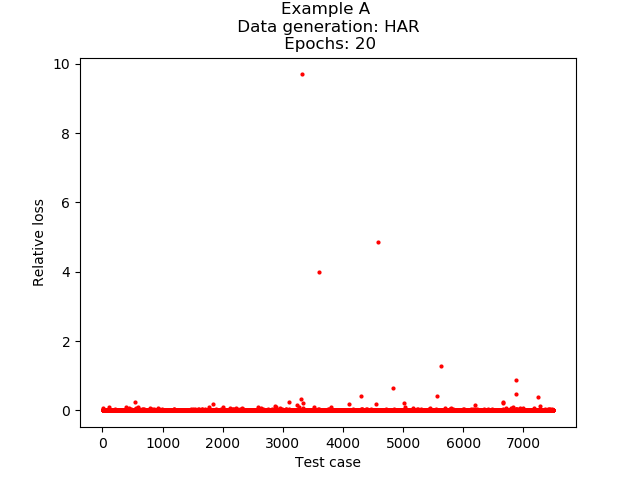 Example A
Data generation: HAR
Epochs: 20
10
8
6
4
2
0
Relative loss
0 1000 2000 3000 4000 5000 6000 7000
Test case